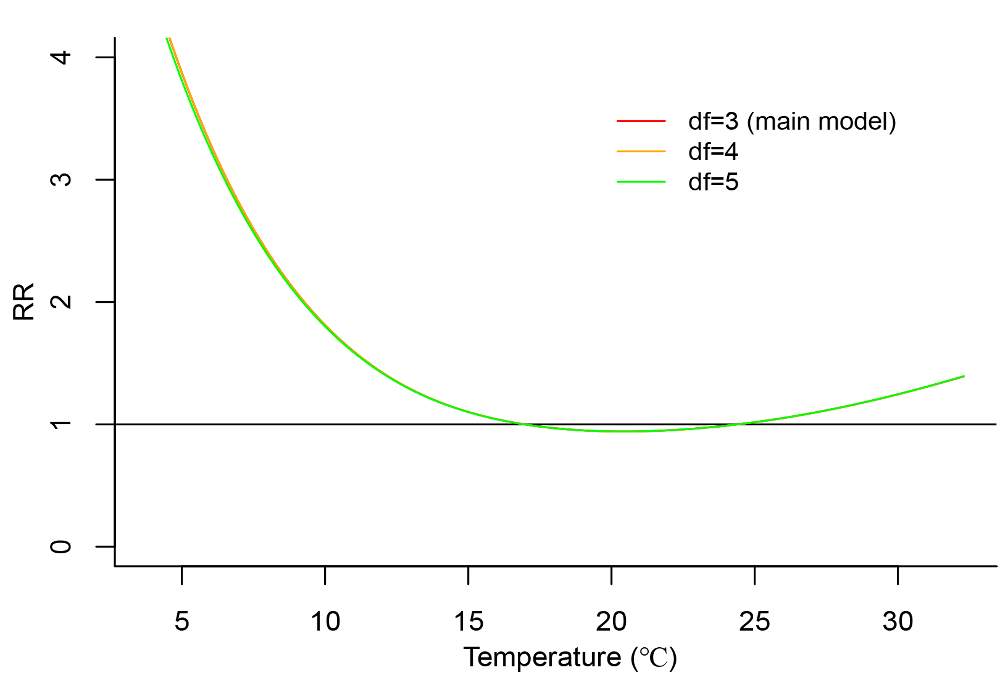 4
3
2
1
0
RR
df=3 (main model)
df=4
df=5
5 10 15 20 25 30
Temperature (℃)